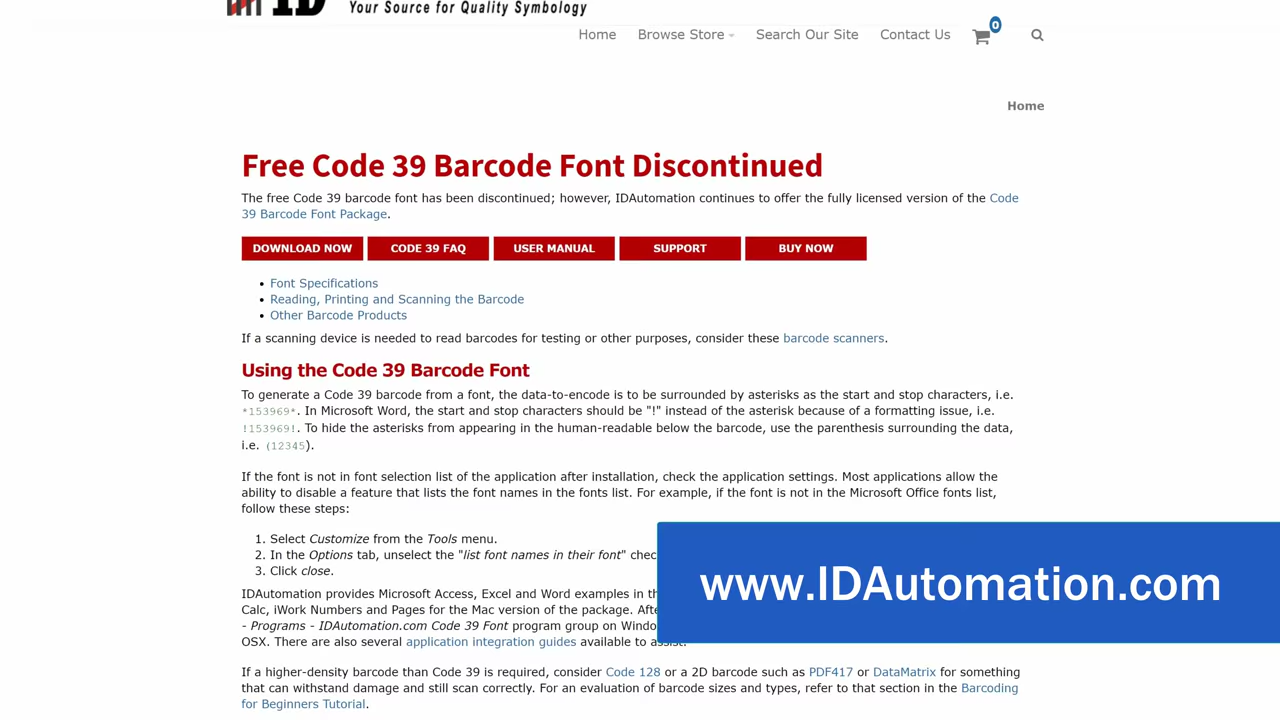 ID
Your Source for Quality Symbology
Home Browse Store Search Our Site Contact Us 0
Home
Free Code 39 Barcode Font Discontinued
The free Code 39 barcode font has been discontinued; however, IDAutomation continues to offer the fully licensed version of the Code
39 Barcode Font Package.
DOWNLOAD NOW CODE 39 FAQ USER MANUAL SUPPORT BUY NOW
• Font Specifications
• Reading, Printing and Scanning the Barcode
• Other Barcode Products
If a scanning device is needed to read barcodes for testing or other purposes, consider these barcode scanners.
Using the Code 39 Barcode Font
To generate a Code 39 barcode from a font, the data-to-encode is to be surrounded by asterisks as the start and stop characters, i.e.
*153969*. In Microsoft Word, the start and stop characters should be "!" instead of the asterisk because of a formatting issue, i.e.
!153969!. To hide the asterisks from appearing in the human-readable below the barcode, use the parenthesis surrounding the data,
i.e. (12345).
If the font is not in font selection list of the application after installation, check the application settings. Most applications allow the
ability to disable a feature that lists the font names in the fonts list. For example, if the font is not in the Microsoft Office fonts list,
follow these steps:
1. Select Customize from the Tools menu.
2. In the Options tab, unselect the "list font names in their font"
3. Click close.
www.IDAutomation.com
IDAutomation provides Microsoft Access, Excel and Word examples in
Calc, iWork Numbers and Pages for the Mac version of the package.
- Programs - IDAutomation.com Code 39 Font program group on
OSX. There are also several application integration guides available to
If a higher-density barcode than Code 39 is required, consider Code 128 or a 2D barcode such as PDF417 or DataMatrix for something
that can withstand damage and still scan correctly. For an evaluation of barcode sizes and types, refer to that section in the Barcoding
for Beginners Tutorial.